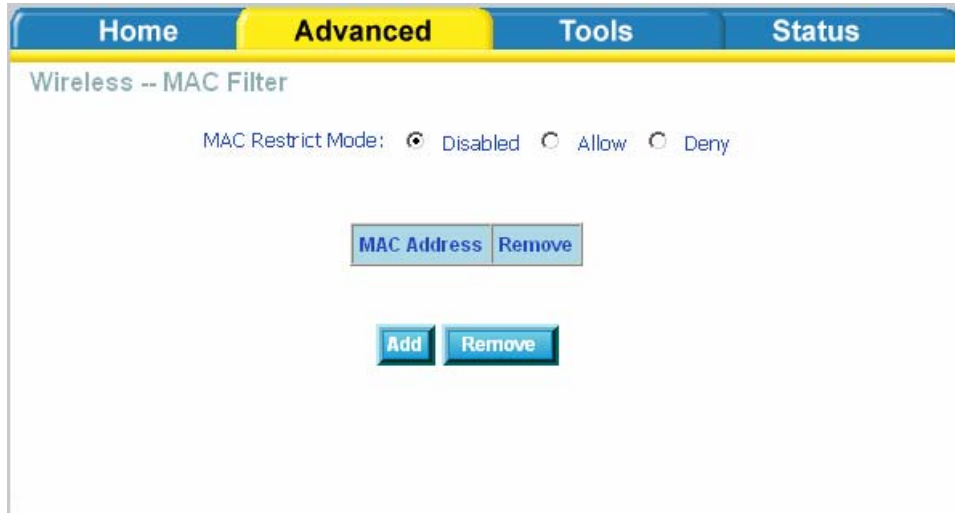 Home Advanced Tools Status
Wireless -- MAC Filter
MAC Restrict Mode: Disabled Allow Deny
MAC Address Remove
Add Remove